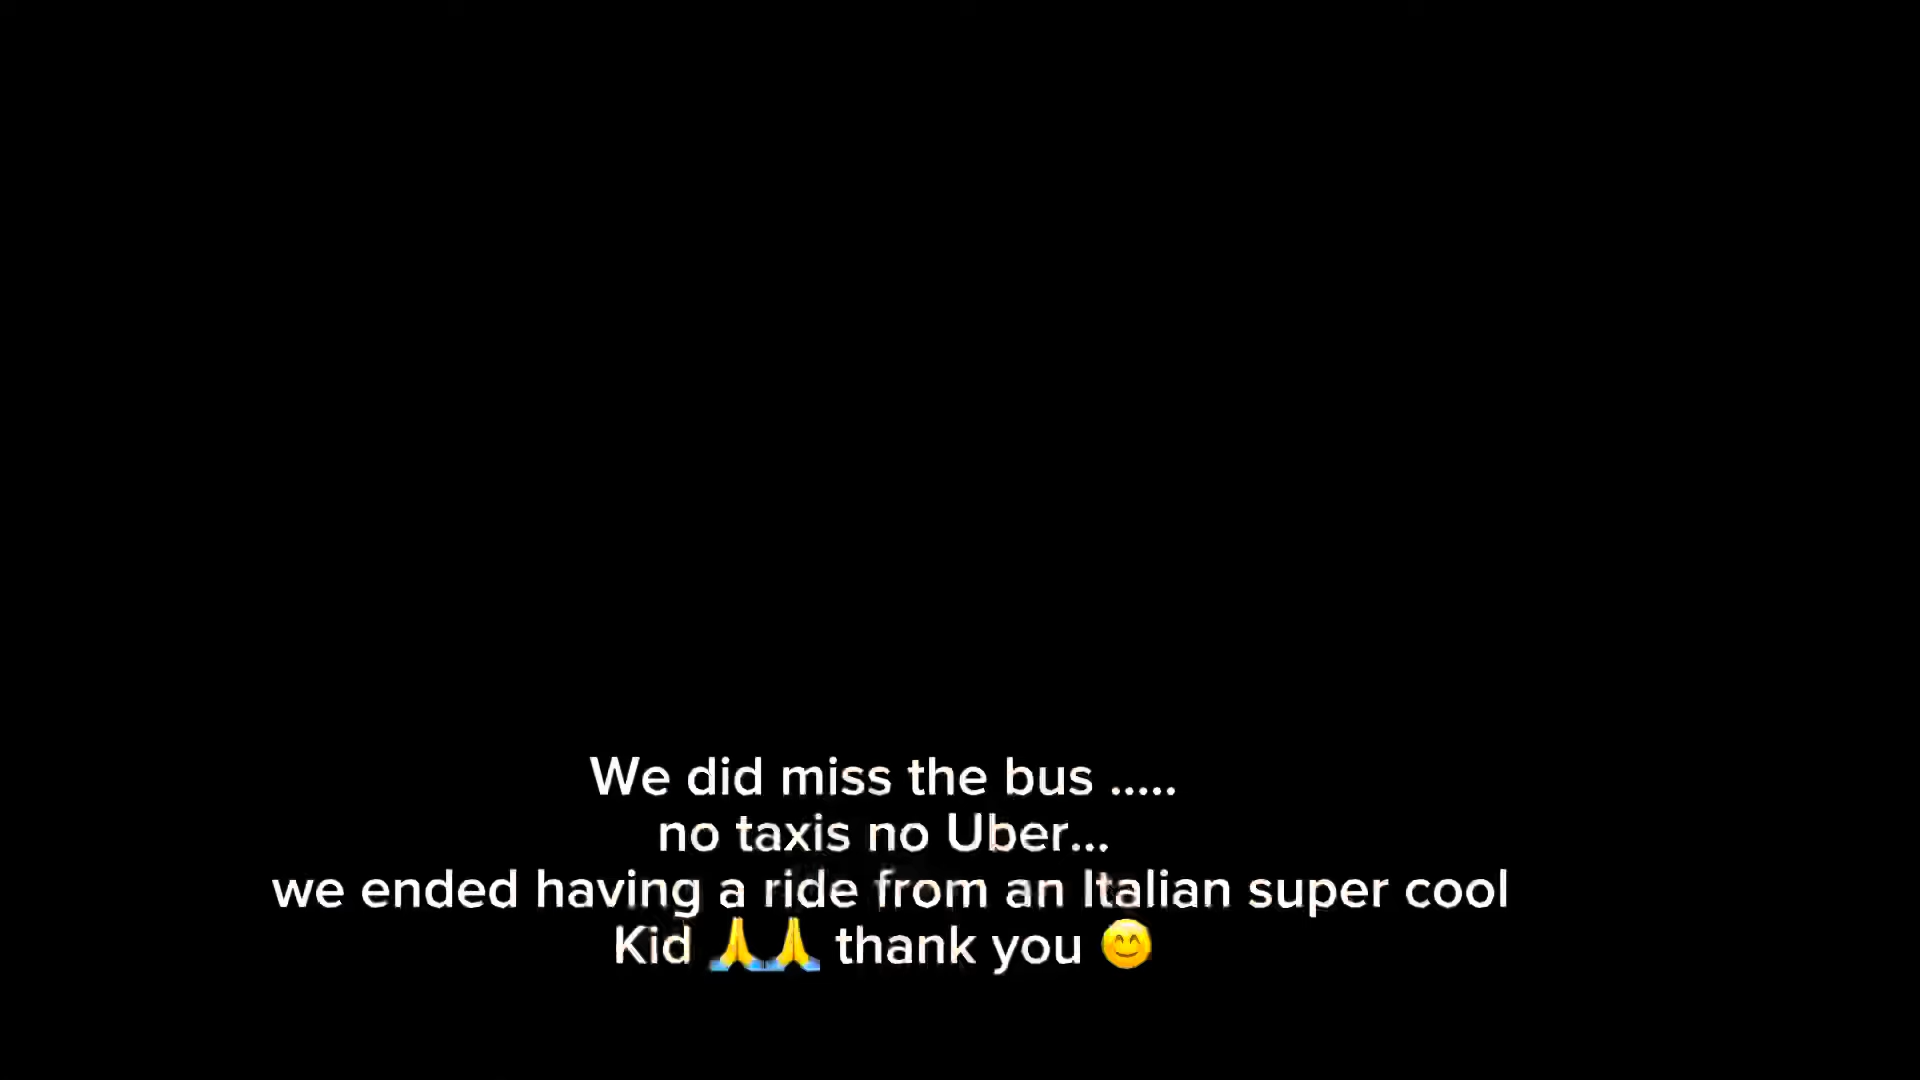 We did miss the bus .....
no taxis no Uber...
we ended having a ride from an Italian super cool
Kid 🙏🙏 thank you 😊